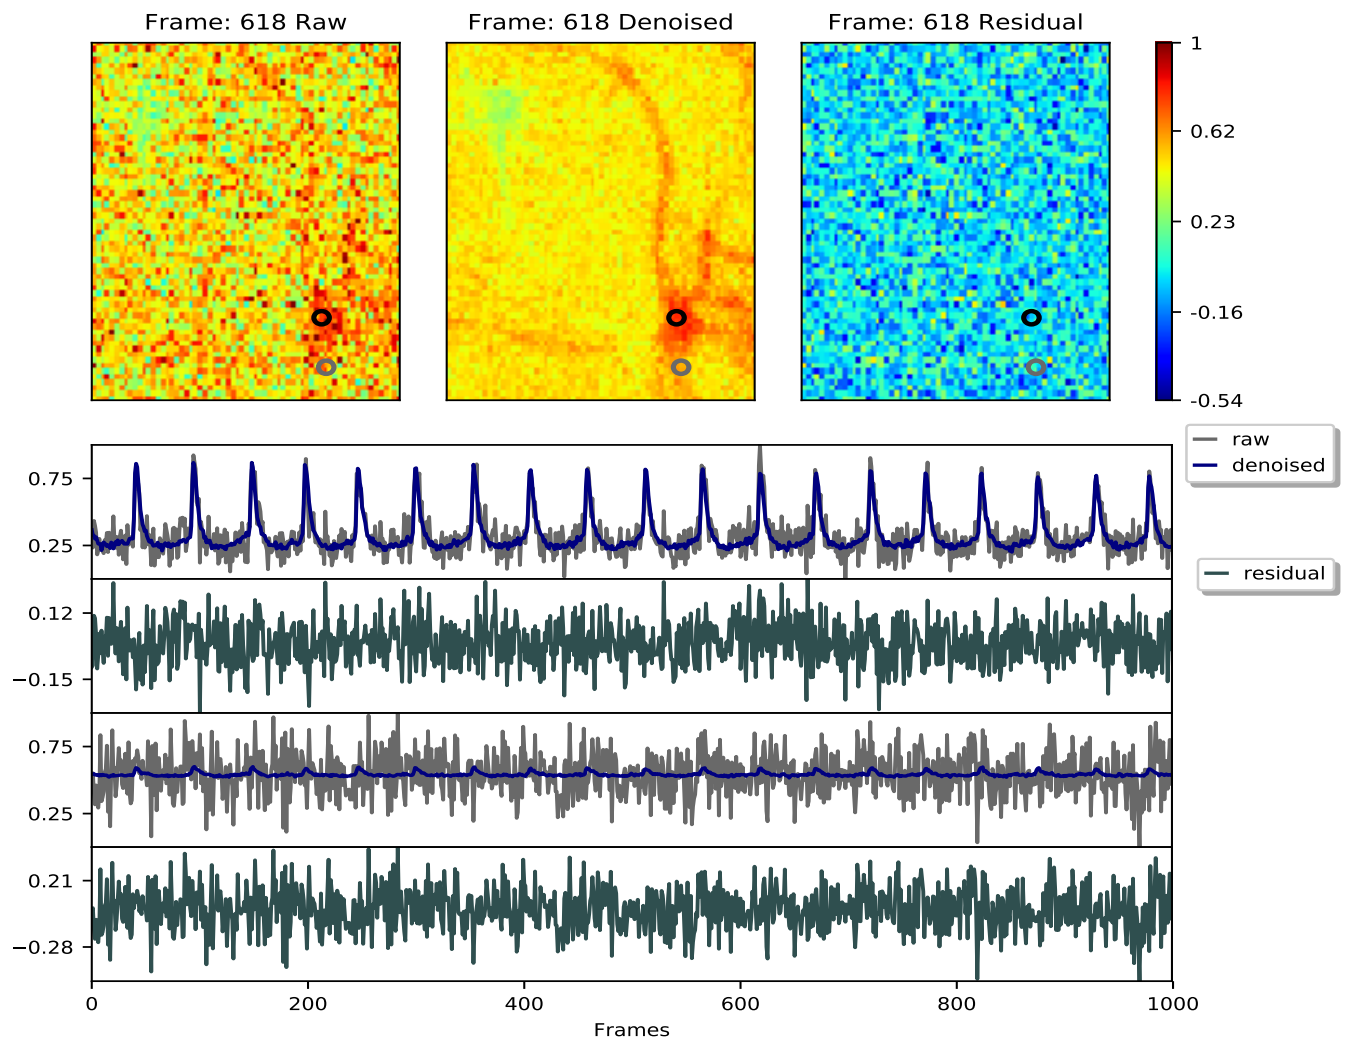 Frame: 618 Raw
Frame: 618 Denoised
Frame: 618 Residual
1
0.62
0.23
-0.16
-0.54
raw
denoised
0.75
0.25
residual
0.12
−0.15
0.75
0.25
0.21
−0.28
0 200 400 600 800 1000
Frames